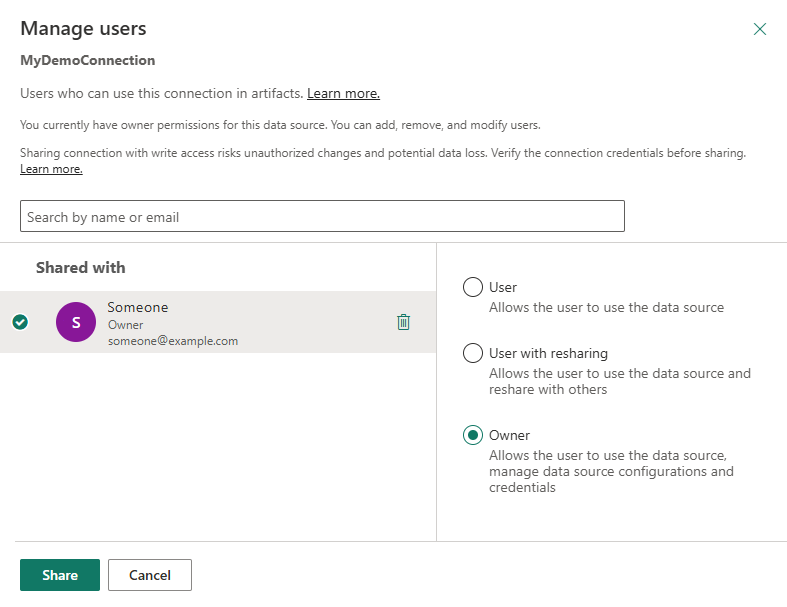 Manage users
MyDemoConnection
Users who can use this connection in artifacts. Learn more.
You currently have owner permissions for this data source. You can add, remove, and modify users.
Sharing connection with write access risks unauthorized changes and potential data loss. Verify the connection credentials before sharing.
Learn more.
Search by name or email
Shared with
S
Someone
Owner
someone@example.com
User
Allows the user to use the data source
User with resharing
Allows the user to use the data source and
reshare with others
Owner
Allows the user to use the data source,
manage data source configurations and
credentials
Share
Cancel